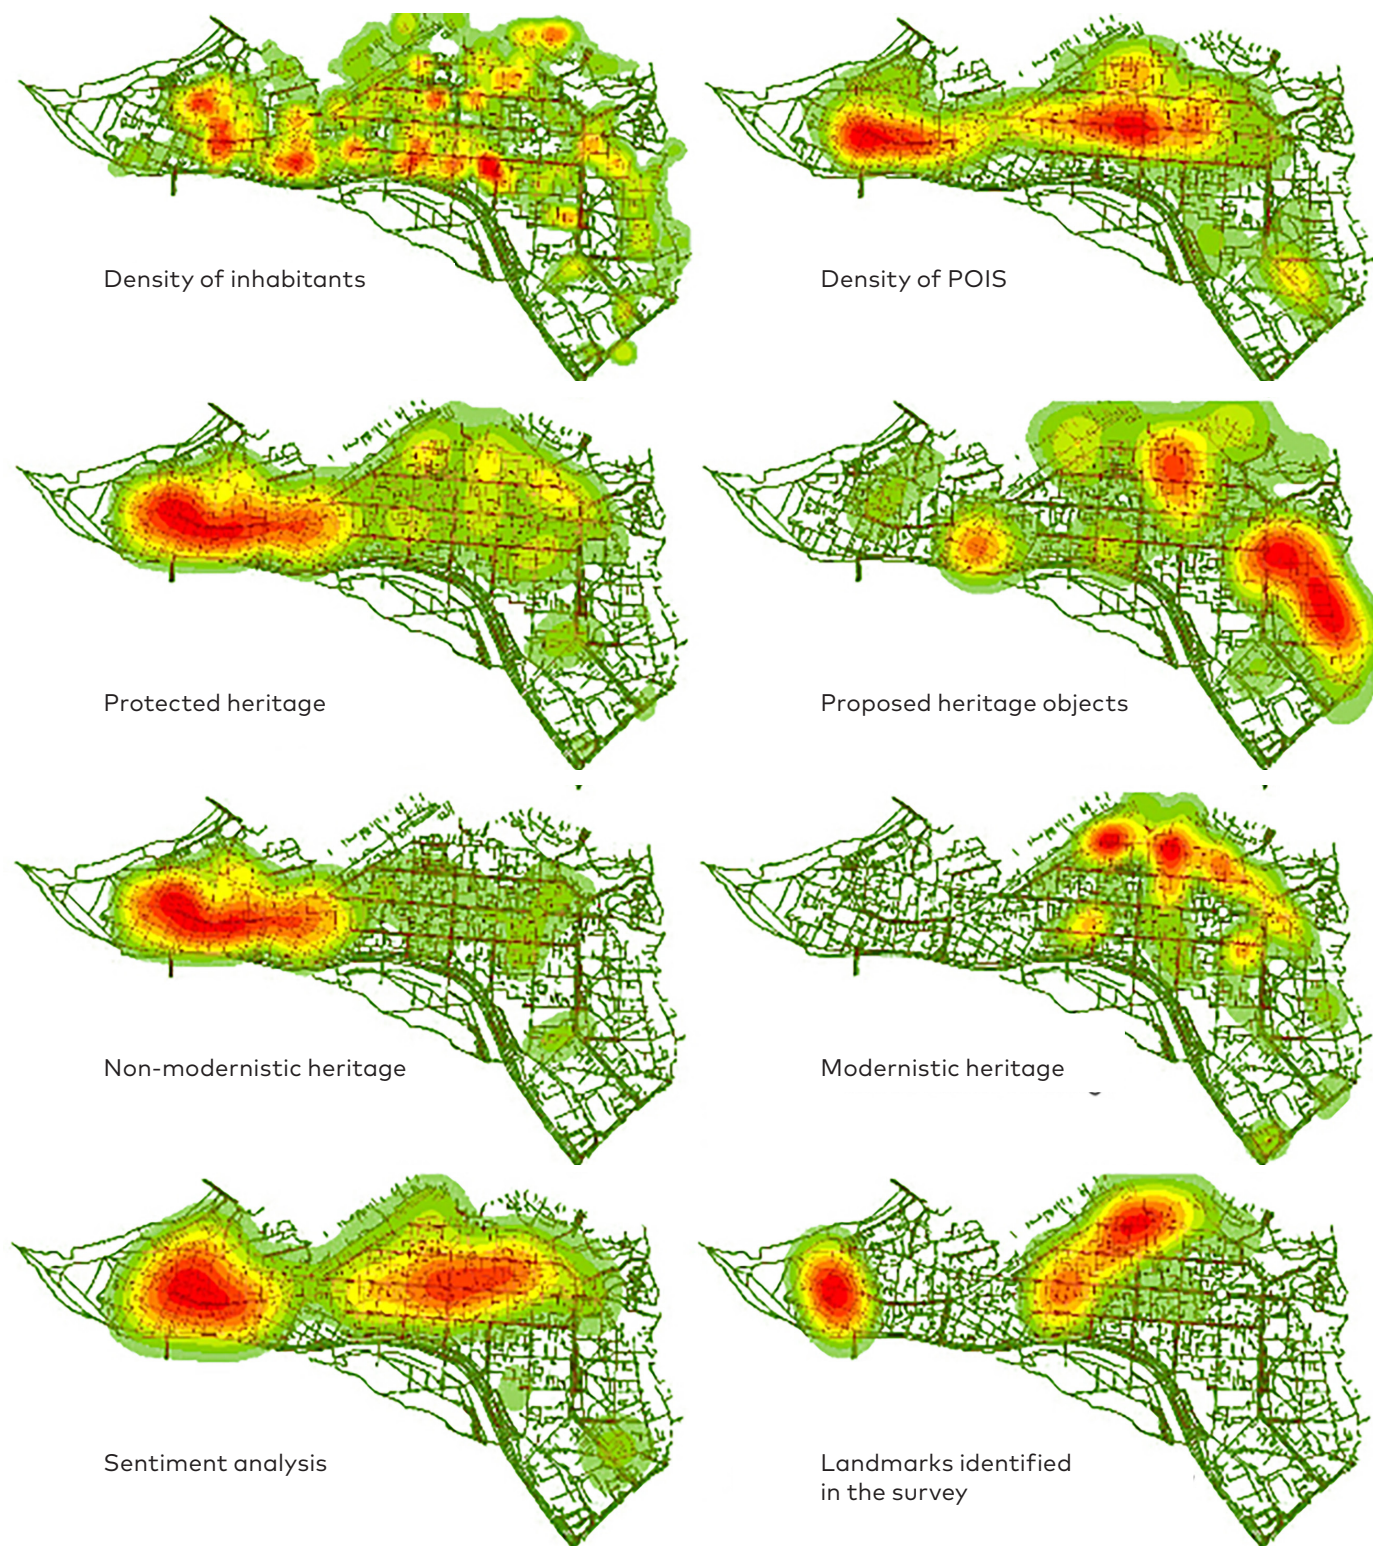 Density of inhabitants
Density of POIS
Protected heritage
Proposed heritage objects
Non-modernistic heritage
Modernistic heritage
Sentiment analysis
Landmarks identified
in the survey